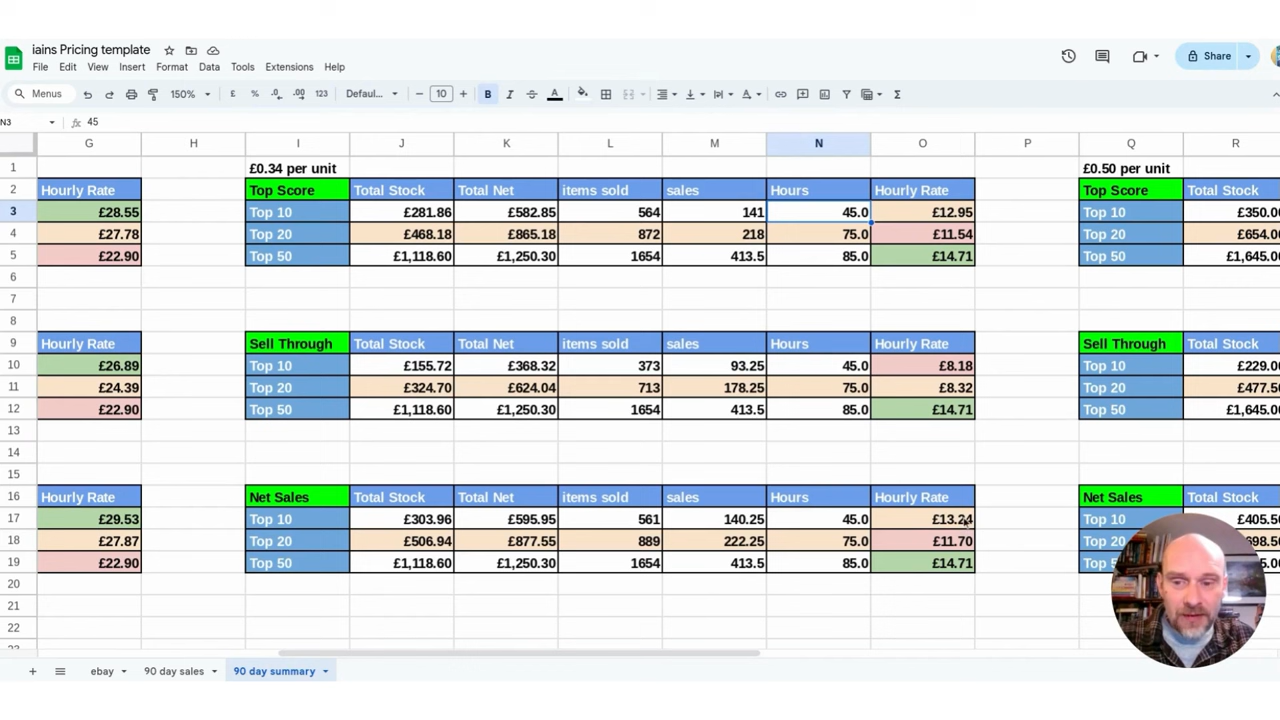 iains Pricing template
File Edit View Insert Format Data Tools Extensions Help
Share
Menus 150% £ % .0 .00 123 Defaul... − 10 + B I S A Σ
N3 fx 45
G H I J K L M N O P Q R
1 £0.34 per unit £0.50 per unit
2 Hourly Rate Top Score Total Stock Total Net items sold sales Hours Hourly Rate Top Score Total Stock
3 £28.55 Top 10 £281.86 £582.85 564 141 45.0 £12.95 Top 10 £350.0
4 £27.78 Top 20 £468.18 £865.18 872 218 75.0 £11.54 Top 20 £654.0
5 £22.90 Top 50 £1,118.60 £1,250.30 1654 413.5 85.0 £14.71 Top 50 £1,645.0
6
7
8
9 Hourly Rate Sell Through Total Stock Total Net items sold sales Hours Hourly Rate Sell Through Total Stock
10 £26.89 Top 10 £155.72 £368.32 373 93.25 45.0 £8.18 Top 10 £229.0
11 £24.39 Top 20 £324.70 £624.04 713 178.25 75.0 £8.32 Top 20 £477.5
12 £22.90 Top 50 £1,118.60 £1,250.30 1654 413.5 85.0 £14.71 Top 50 £1,645.0
13
14
15
16 Hourly Rate Net Sales Total Stock Total Net items sold sales Hours Hourly Rate Net Sales Total Stock
17 £29.53 Top 10 £303.96 £595.95 561 140.25 45.0 £13.24 Top 10 £405.5
18 £27.87 Top 20 £506.94 £877.55 889 222.25 75.0 £11.70 Top 20 98.5
19 £22.90 Top 50 £1,118.60 £1,250.30 1654 413.5 85.0 £14.71 Top 5
20
21
22
+ ebay 90 day sales 90 day summary